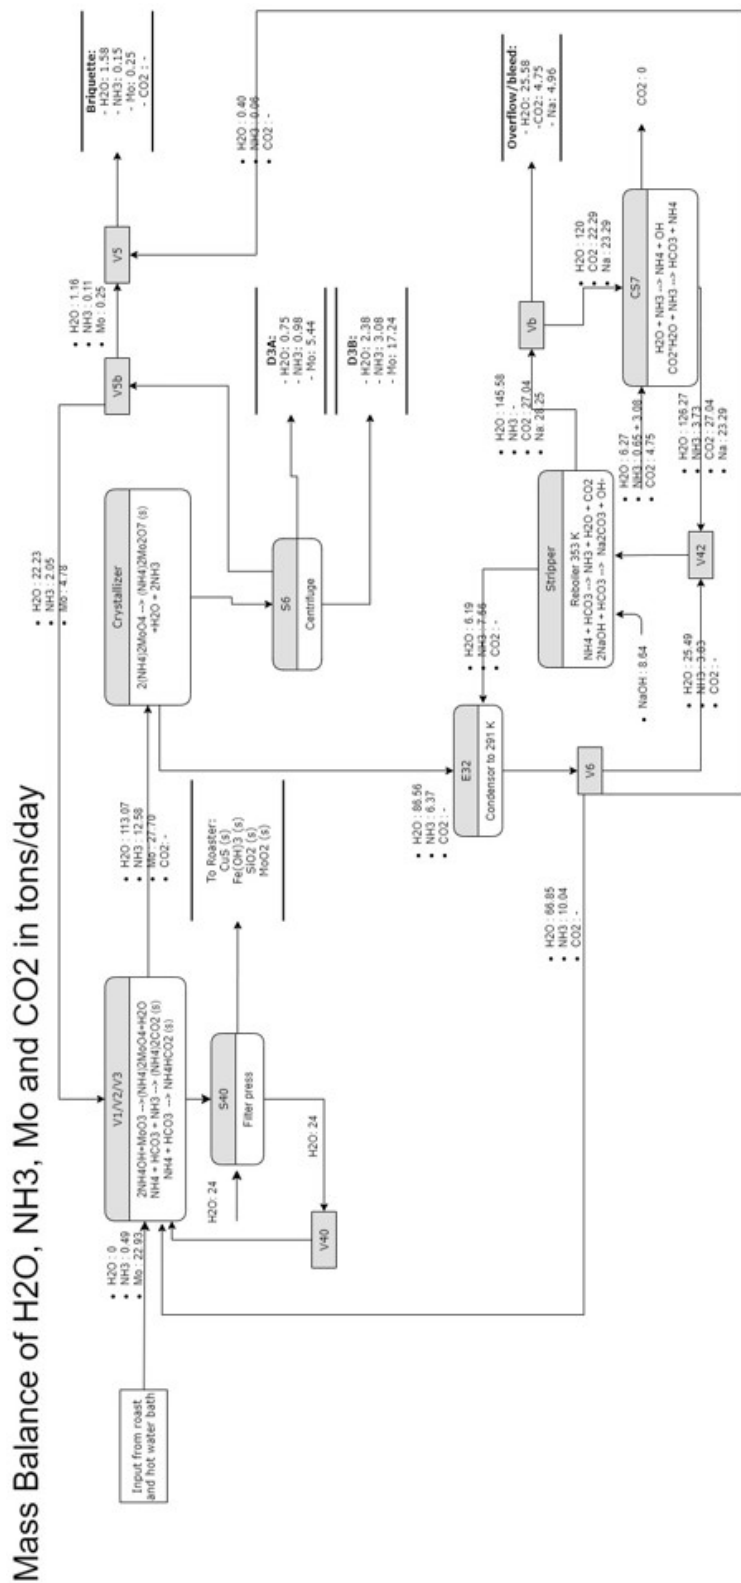 Mass Balance of H2O, NH3, Mo and CO2 in tons/day
Input from roast
and hot water bath
• H2O : 0
• NH3 : 0.49
• Mo : 22.93
V1/V2/V3
2NH4OH+MoO3 -->(NH4)2MoO4+H2O
NH4 + HCO3 + NH3 --> (NH4)2CO2 (s)
NH4 + HCO3 --> NH4HCO2 (s)
• H2O : 22.23
• NH3 : 2.05
• Mo : 4.78
• H2O : 113.07
• NH3 : 12.58
• Mo : 27.70
• CO2: -
Crystallizer
2(NH4)2MoO4 --> (NH4)2Mo2O7 (s)
+H2O + 2NH3
V5b
• H2O : 1.16
• NH3 : 0.11
• Mo : 0.25
V5
Briquette:
- H2O: 1.58
- NH3: 0.15
- Mo: 0.25
- CO2 : -
• H2O : 0.40
• NH3 : 0.06
• CO2 : -
H2O: 24
S40
Filter press
To Roaster:
CuS (s)
Fe(OH)3 (s)
SiO2 (s)
MoO2 (s)
H2O: 24
V40
S6
Centrifuge
D3A:
- H2O: 0.75
- NH3: 0.98
- Mo: 5.44
D3B:
- H2O: 2.38
- NH3: 3.08
- Mo: 17.24
• H2O : 86.56
• NH3 : 6.37
• CO2: -
E32
Condensor to 291 K
• H2O : 6.19
• NH3 : 7.66
• CO2: -
Stripper
Reboiler 353 K
NH4 + HCO3 --> NH3 + H2O + CO2
2NaOH + HCO3 --> Na2CO3 + OH-
• H2O : 145.58
• NH3 : -
• CO2 : 27.04
• Na: 28.25
Vb
Overflow/bleed:
- H2O: 25.58
-CO2: 4.75
- Na: 4.96
• H2O : 120
• CO2 : 22.29
• Na : 23.29
• H2O : 6.27
• NH3 : 0.65 + 3.08
• CO2 : 4.75
CS7
H2O + NH3 --> NH4 + OH
CO2*H2O + NH3 --> HCO3 + NH4
CO2 : 0
• H2O : 66.85
• NH3 : 10.04
• CO2 : -
V6
• NaOH : 8.64
• H2O : 25.49
• CO2: -
V42
• H2O : 126.27
• NH3 : 3.73
• CO2 : 27.04
• Na : 23.29